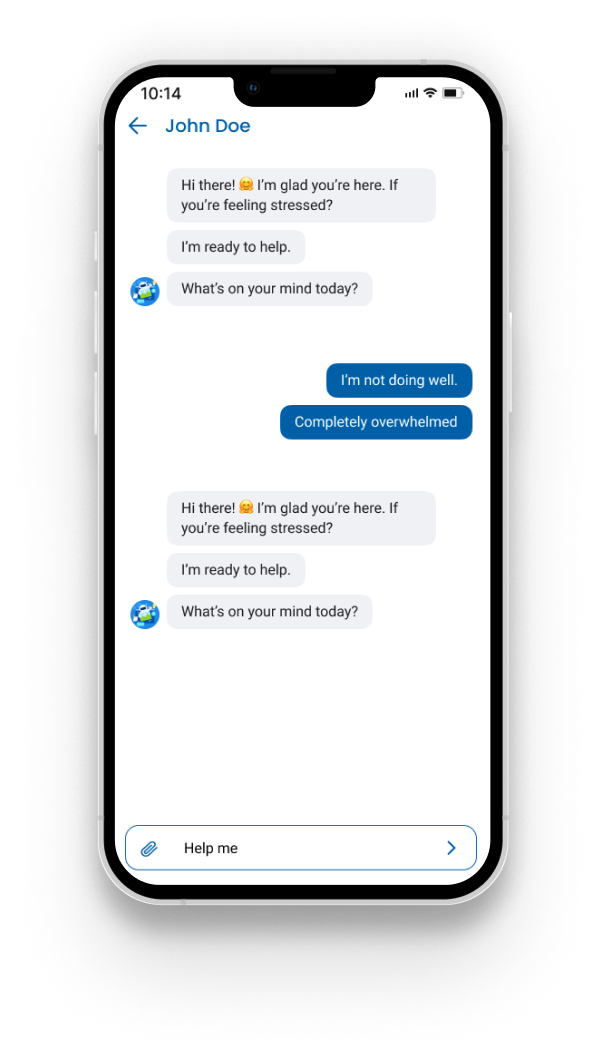 10:14
John Doe
Hi there! 🤗 I'm glad you're here. If
you're feeling stressed?
I'm ready to help.
What's on your mind today?
I'm not doing well.
Completely overwhelmed
Hi there! 🤗 I'm glad you're here. If
you're feeling stressed?
I'm ready to help.
What's on your mind today?
Help me